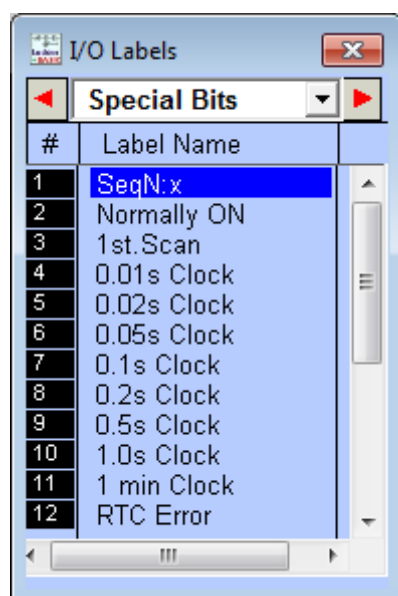 I/O Labels
Special Bits
# Label Name
1 SeqN:x
2 Normally ON
3 1st.Scan
4 0.01s Clock
5 0.02s Clock
6 0.05s Clock
7 0.1s Clock
8 0.2s Clock
9 0.5s Clock
10 1.0s Clock
11 1 min Clock
12 RTC Error